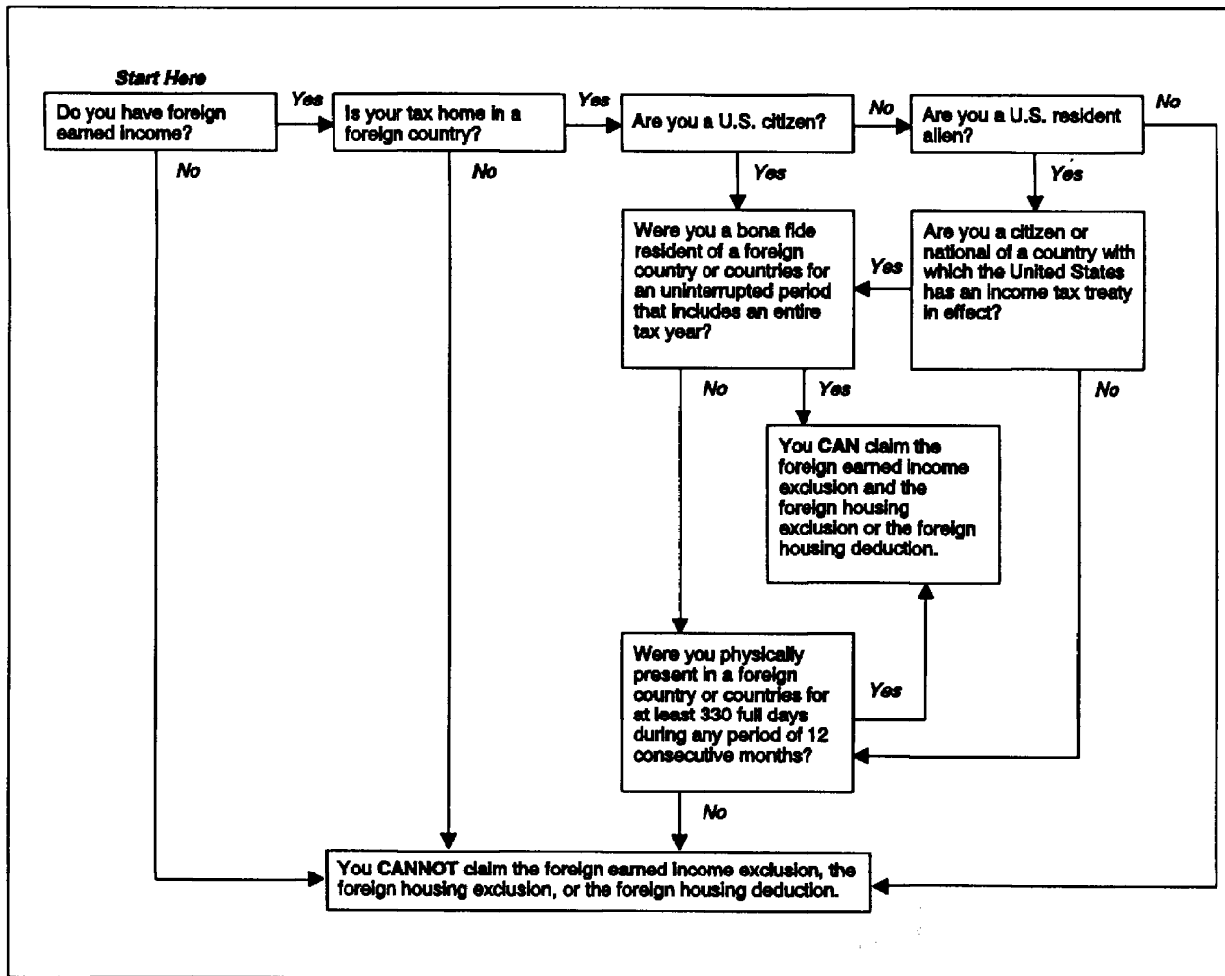 Start Here
Do you have foreign
earned income?
Yes
No
Is your tax home in a
foreign country?
Yes
No
Are you a U.S. citizen?
No
Yes
Are you a U.S. resident
alien?
No
Yes
Were you a bona fide
resident of a foreign
country or countries for
an uninterrupted period
that includes an entire
tax year?
Yes
Are you a citizen or
national of a country with
which the United States
has an income tax treaty
in effect?
No
Yes
No
You CAN claim the
foreign earned income
exclusion and the
foreign housing
exclusion or the foreign
housing deduction.
Were you physically
present in a foreign
country or countries for
at least 330 full days
during any period of 12
consecutive months?
Yes
No
You CANNOT claim the foreign earned income exclusion, the
foreign housing exclusion, or the foreign housing deduction.